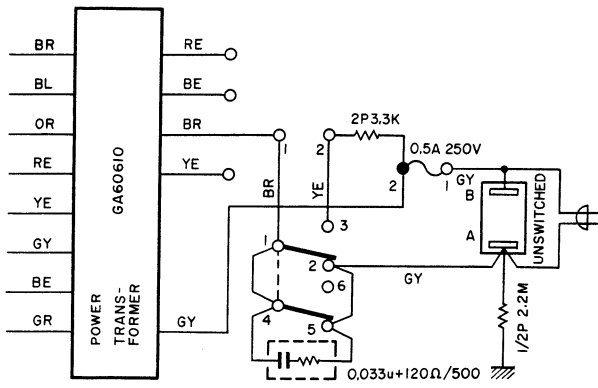 BR
BL
OR
RE
YE
GY
BE
GR
GA60610
POWER
TRANS-
FORMER
RE
BE
BR
YE
GY
BR
YE
1
2
3
2P3,3K
2
0,5A 250V
1
GY
B
A
UNSWITCHED
1
2
6
4
5
GY
0,033u+120Ω/500
1/2P 2.2M